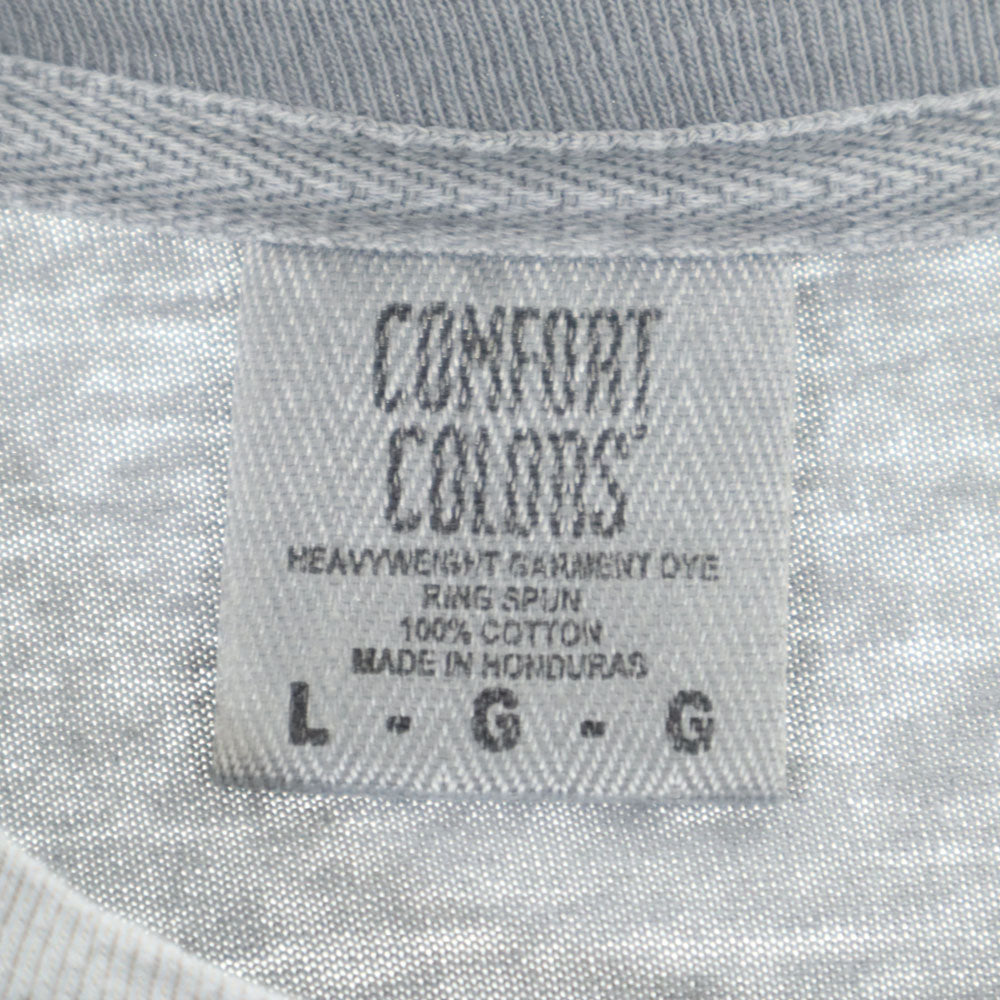 COMFORT
COLORS®
HEAVYWEIGHT GARMENT DYE
RING SPUN
100% COTTON
MADE IN HONDURAS
L - G - G